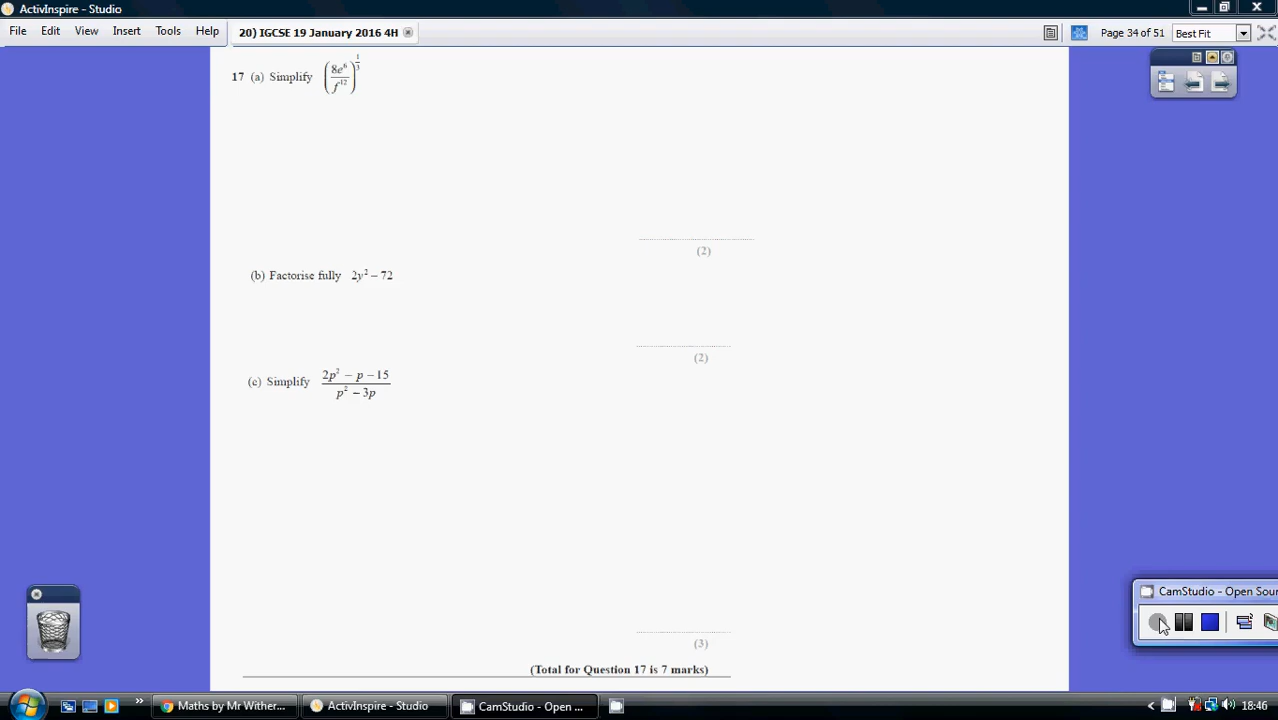 ActivInspire - Studio
File Edit View Insert Tools Help 20) IGCSE 19 January 2016 4H Page 34 of 51 Best Fit
17 (a) Simplify (8e⁶/f¹²)^(1/3)
(2)
(b) Factorise fully 2y² – 72
(2)
(c) Simplify (2p² – p – 15)/(p² – 3p)
CamStudio - Open Sour
(3)
(Total for Question 17 is 7 marks)
Maths by Mr Wither... ActivInspire - Studio CamStudio - Open ... 18:46